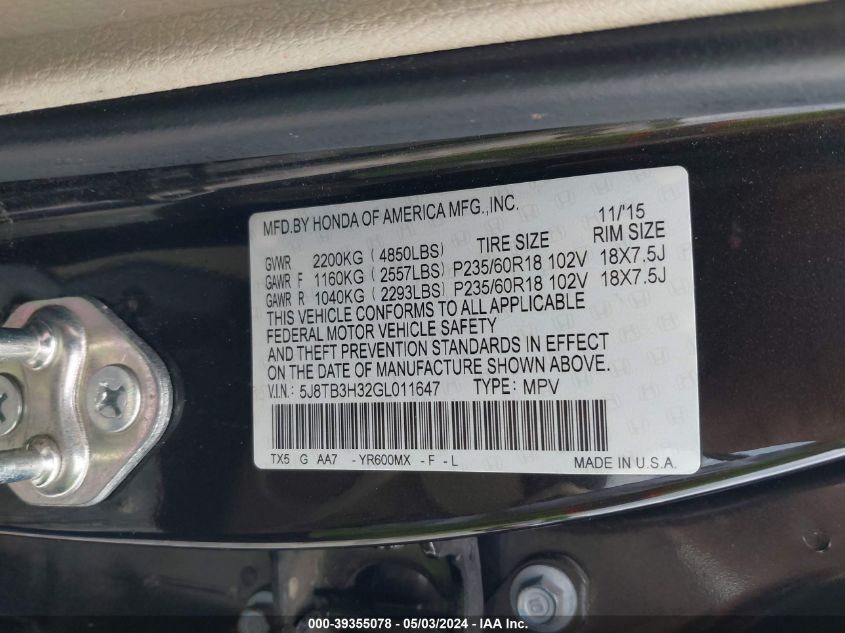 MFD.BY HONDA OF AMERICA MFG.,INC. 11/'15
TIRE SIZE RIM SIZE
GVWR 2200KG (4850LBS)
GAWR F 1160KG (2557LBS) P235/60R18 102V 18X7.5J
GAWR R 1040KG (2293LBS) P235/60R18 102V 18X7.5J
THIS VEHICLE CONFORMS TO ALL APPLICABLE
FEDERAL MOTOR VEHICLE SAFETY
AND THEFT PREVENTION STANDARDS IN EFFECT
ON THE DATE OF MANUFACTURE SHOWN ABOVE.
V.I.N.: 5J8TB3H32GL011647 TYPE: MPV
TX5 G AA7 -YR600MX -F -L MADE IN U.S.A.
000-39355078 - 05/03/2024 - IAA Inc.